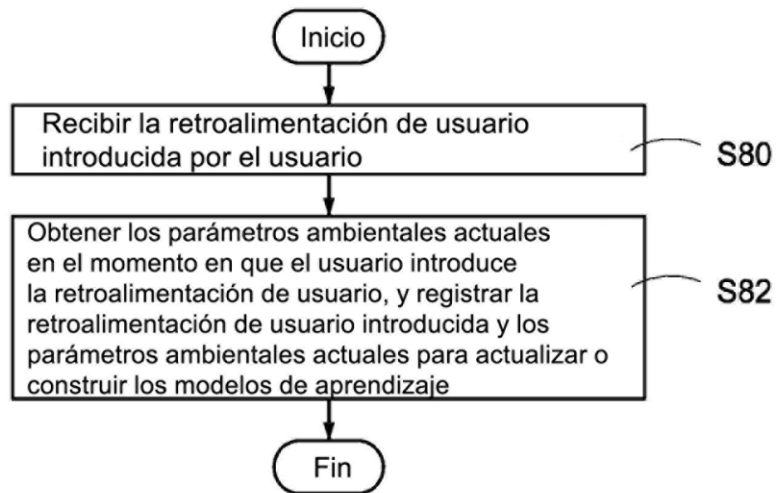 Inicio
Recibir la retroalimentación de usuario
introducida por el usuario
S80
Obtener los parámetros ambientales actuales
en el momento en que el usuario introduce
la retroalimentación de usuario, y registrar la
retroalimentación de usuario introducida y los
parámetros ambientales actuales para actualizar o
construir los modelos de aprendizaje
S82
Fin